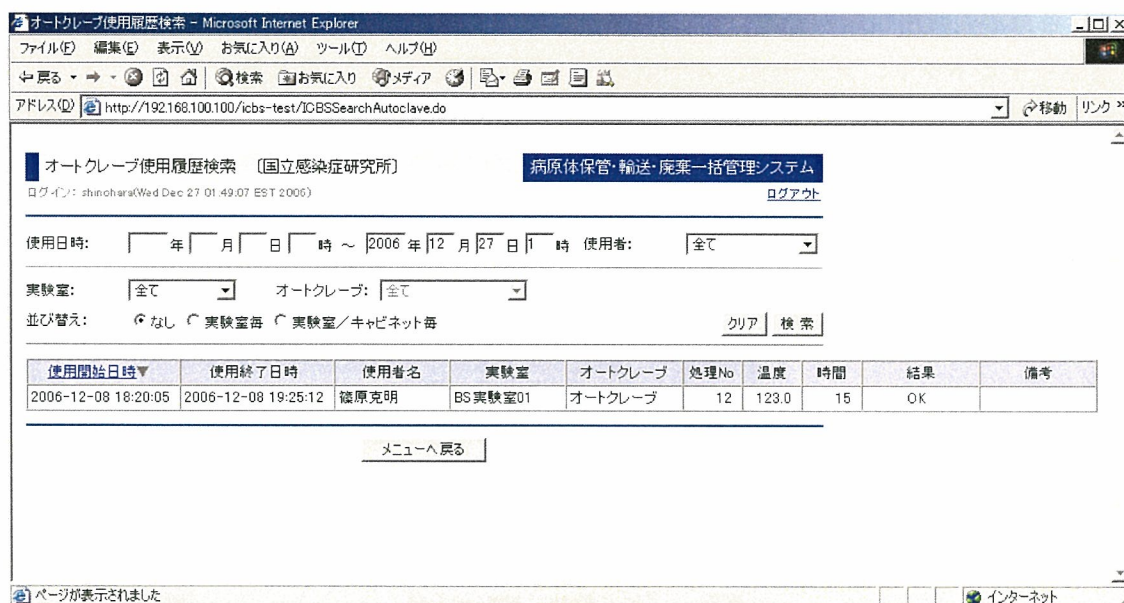 オートクレーブ使用履歴検索 - Microsoft Internet Explorer
ファイル(F) 編集(E) 表示(V) お気に入り(A) ツール(T) ヘルプ(H)
戻る 検索 お気に入り メディア
アドレス(D) http://192.168.100.100/icbs-test/ICBSSearchAutoclave.do 移動 リンク »
オートクレーブ使用履歴検索 〔国立感染症研究所〕 病原体保管・輸送・廃棄一括管理システム
ログイン: shinohara(Wed Dec 27 01:49:07 EST 2006) ログアウト
使用日時: 年 月 日 時 ~ 2006 年 12 月 27 日 1 時 使用者: 全て
実験室: 全て オートクレーブ: 全て
並び替え: なし 実験室毎 実験室/キャビネット毎 クリア 検索
使用開始日時▼ 使用終了日時 使用者名 実験室 オートクレーブ 処理No 温度 時間 結果 備考
2006-12-08 18:20:05 2006-12-08 19:25:12 篠原克明 BS実験室01 オートクレーブ 12 123.0 15 OK
メニューへ戻る
ページが表示されました インターネット